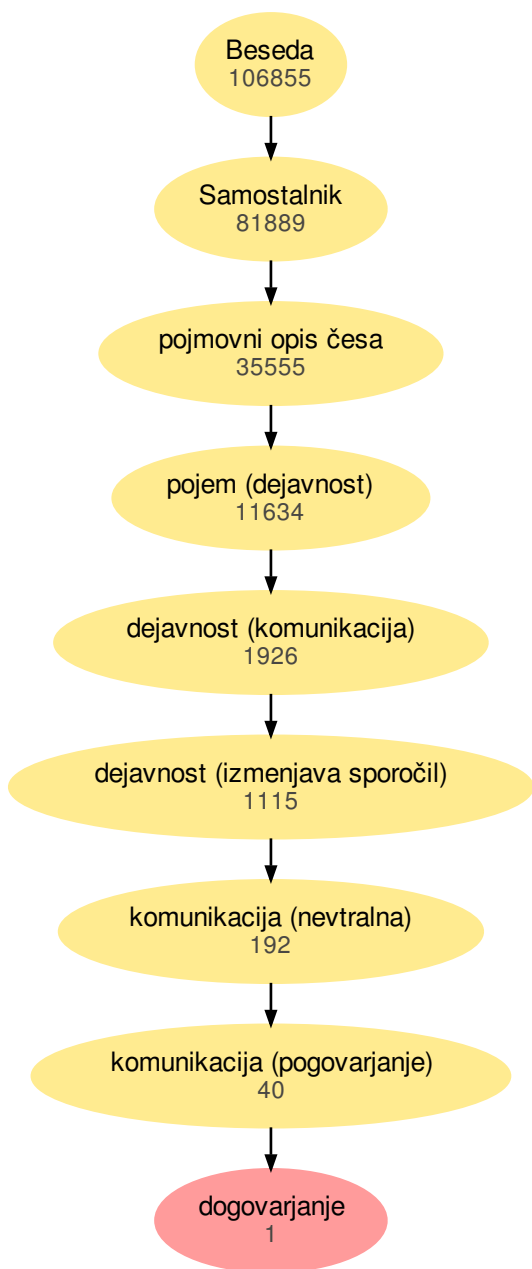 Beseda
106855
Samostalnik
81889
pojmovni opis česa
35555
pojem (dejavnost)
11634
dejavnost (komunikacija)
1926
dejavnost (izmenjava sporočil)
1115
komunikacija (nevtralna)
192
komunikacija (pogovarjanje)
40
dogovarjanje
1